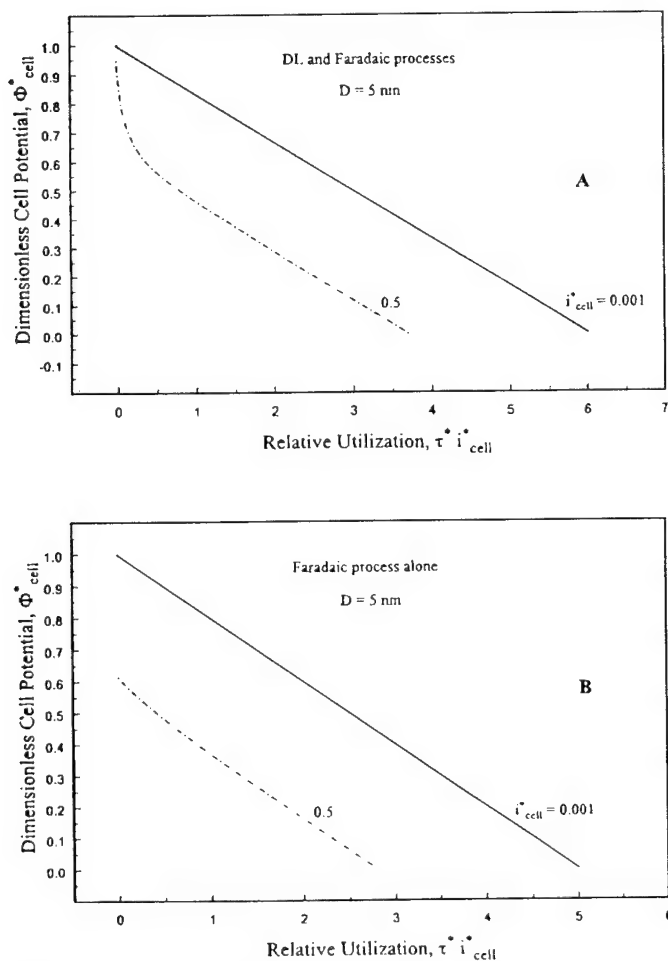 Dimensionless Cell Potential, Φ*cell
1.0
0.9
0.8
0.7
0.6
0.5
0.4
0.3
0.2
0.1
0.0
-0.1
DL and Faradaic processes
D = 5 nm
A
0.5
i*cell = 0.001
0 1 2 3 4 5 6 7
Relative Utilization, τ* i*cell
Dimensionless Cell Potential, Φ*cell
1.0
0.9
0.8
0.7
0.6
0.5
0.4
0.3
0.2
0.1
0.0
Faradaic process alone
D = 5 nm
B
0.5
i*cell = 0.001
0 1 2 3 4 5 6
Relative Utilization, τ* i*cell